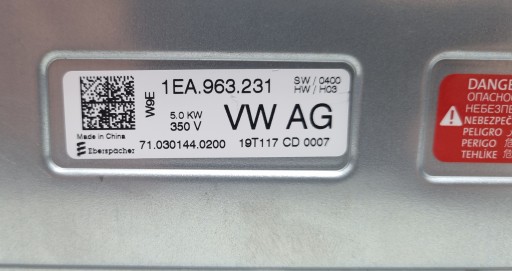 W9E
1EA.963.231
SW / 0400
HW / H03
5.0 KW
350 V
VW AG
Made in China
Eberspächer
71.030144.0200
19T117 CD 0007
DANGE
OPACHO
НЕБЕЗПЕ
NEBEZPEČ
PELIGRO
PERIGO
TEHLİKE